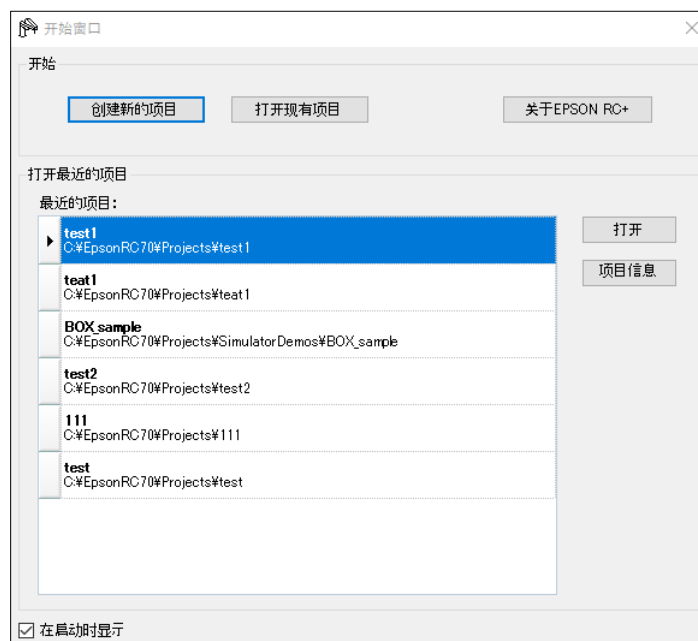 开始窗口
开始
创建新的项目 打开现有项目 关于EPSON RC+
打开最近的项目
最近的项目:
test1
C:¥EpsonRC70¥Projects¥test1
打开
teat1
C:¥EpsonRC70¥Projects¥teat1
项目信息
BOX_sample
C:¥EpsonRC70¥Projects¥SimulatorDemos¥BOX_sample
test2
C:¥EpsonRC70¥Projects¥test2
111
C:¥EpsonRC70¥Projects¥111
test
C:¥EpsonRC70¥Projects¥test
在启动时显示